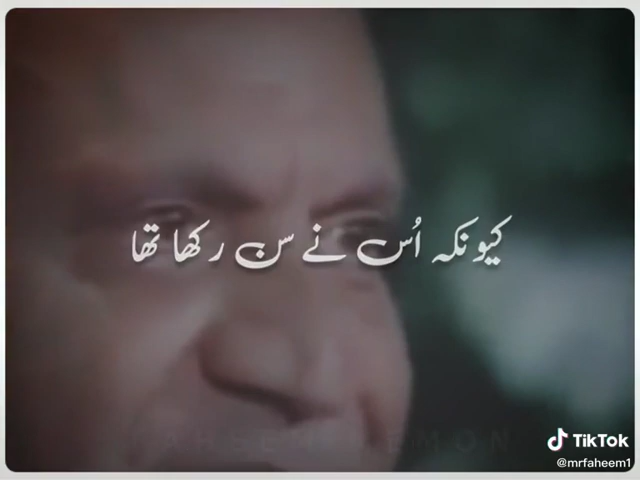 کیونکہ اُس نے سن رکھا تھا
TikTok
@mrfaheem1